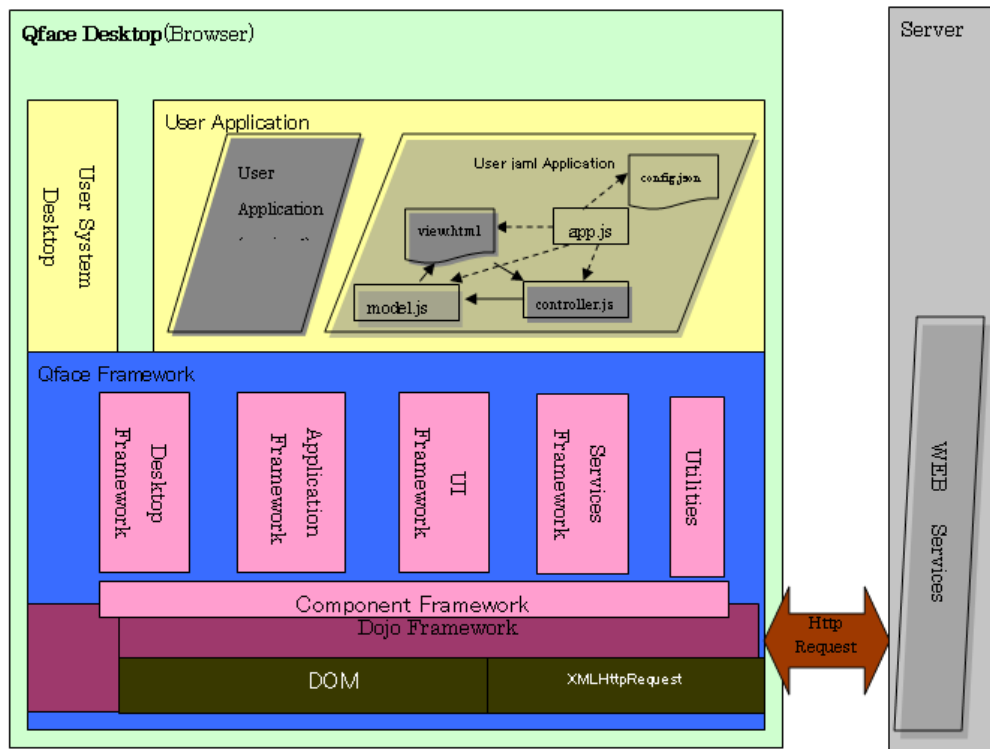 Qface Desktop(Browser)
Server
User System
Desktop
User Application
User
Application
User jaml Application
config.json
view.html
app.js
model.js
controller.js
Qface Framework
Desktop
Framework
Application
Framework
UI
Framework
Services
Framework
Utilities
Component Framework
Dojo Framework
DOM
XMLHttpRequest
Http
Request
WEB Services